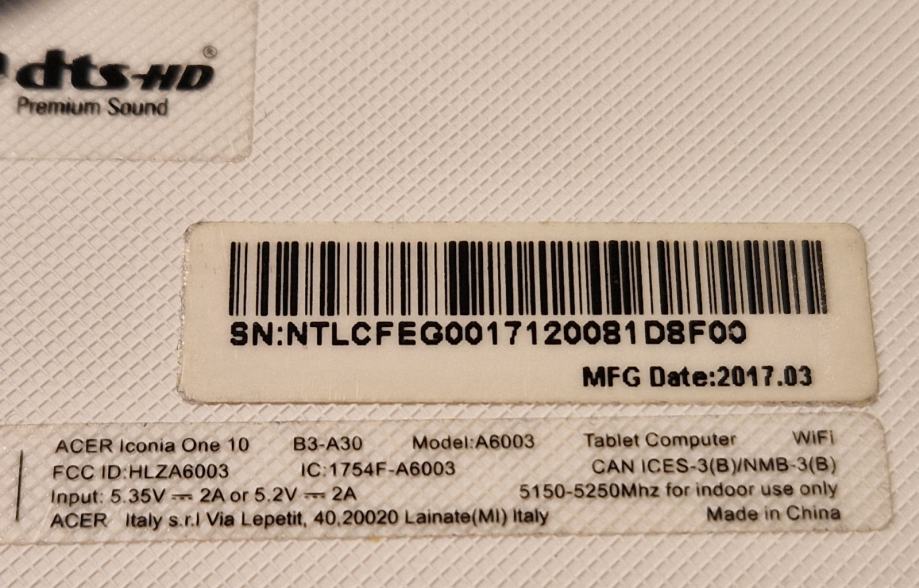 dts-HD®
Premium Sound
SN:NTLCFEG0017120081D8F00
MFG Date:2017.03
ACER Iconia One 10 B3-A30 Model:A6003 Tablet Computer WiFi
FCC ID:HLZA6003 IC:1754F-A6003 CAN ICES-3(B)/NMB-3(B)
Input: 5.35V ⎓ 2A or 5.2V ⎓ 2A 5150-5250Mhz for indoor use only
ACER Italy s.r.l Via Lepetit, 40,20020 Lainate(MI) Italy Made in China